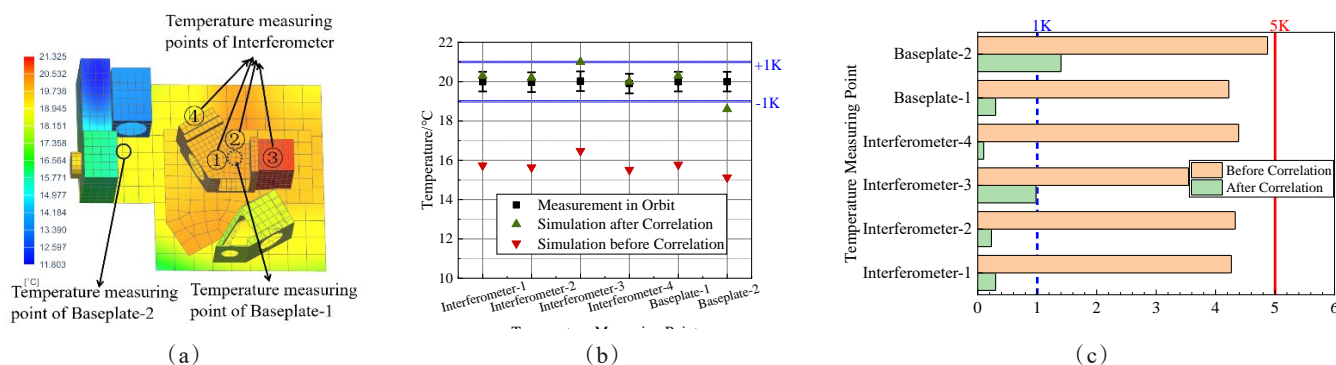 Temperature measuring
points of Interferometer
21.325
20.532
19.738
18.945
18.151
17.358
16.564
15.771
14.977
14.184
13.390
12.597
11.803
[°C]
④
②
①
③
Temperature measuring
point of Baseplate-2
Temperature measuring
point of Baseplate-1
(a)
22
20
18
16
14
12
10
Temperature/°C
+1K
-1K
Measurement in Orbit
Simulation after Correlation
Simulation before Correlation
Interferometer-1
Interferometer-2
Interferometer-3
Interferometer-4
Baseplate-1
Baseplate-2
(b)
1K
5K
Temperature Measuring Point
Baseplate-2
Baseplate-1
Interferometer-4
Interferometer-3
Interferometer-2
Interferometer-1
Before Correlation
After Correlation
0 1 2 3 4 5 6
(c)